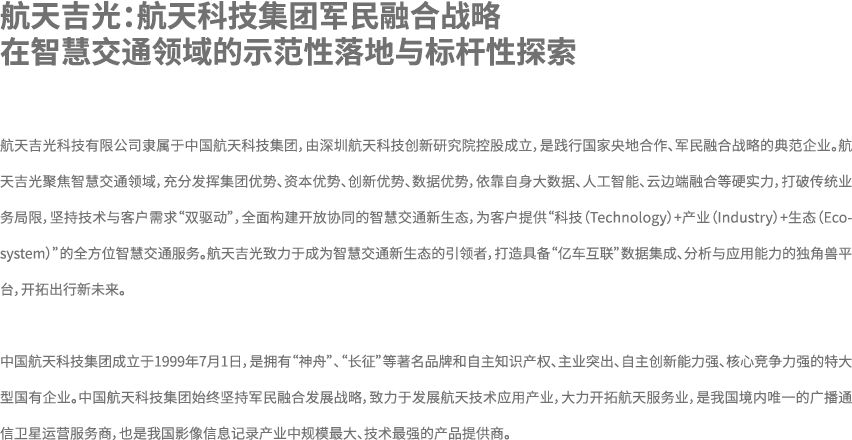 航天吉光：航天科技集团军民融合战略
在智慧交通领域的示范性落地与标杆性探索
航天吉光科技有限公司隶属于中国航天科技集团，由深圳航天科技创新研究院控股成立，是践行国家央地合作、军民融合战略的典范企业。航
天吉光聚焦智慧交通领域，充分发挥集团优势、资本优势、创新优势、数据优势，依靠自身大数据、人工智能、云边端融合等硬实力，打破传统业
务局限，坚持技术与客户需求“双驱动”，全面构建开放协同的智慧交通新生态，为客户提供“科技（Technology）+产业（Industry）+生态（Eco-
system）”的全方位智慧交通服务。航天吉光致力于成为智慧交通新生态的引领者，打造具备“亿车互联”数据集成、分析与应用能力的独角兽平
台，开拓出行新未来。
中国航天科技集团成立于1999年7月1日，是拥有“神舟”、“长征”等著名品牌和自主知识产权、主业突出、自主创新能力强、核心竞争力强的特大
型国有企业。中国航天科技集团始终坚持军民融合发展战略，致力于发展航天技术应用产业，大力开拓航天服务业，是我国境内唯一的广播通
信卫星运营服务商，也是我国影像信息记录产业中规模最大、技术最强的产品提供商。